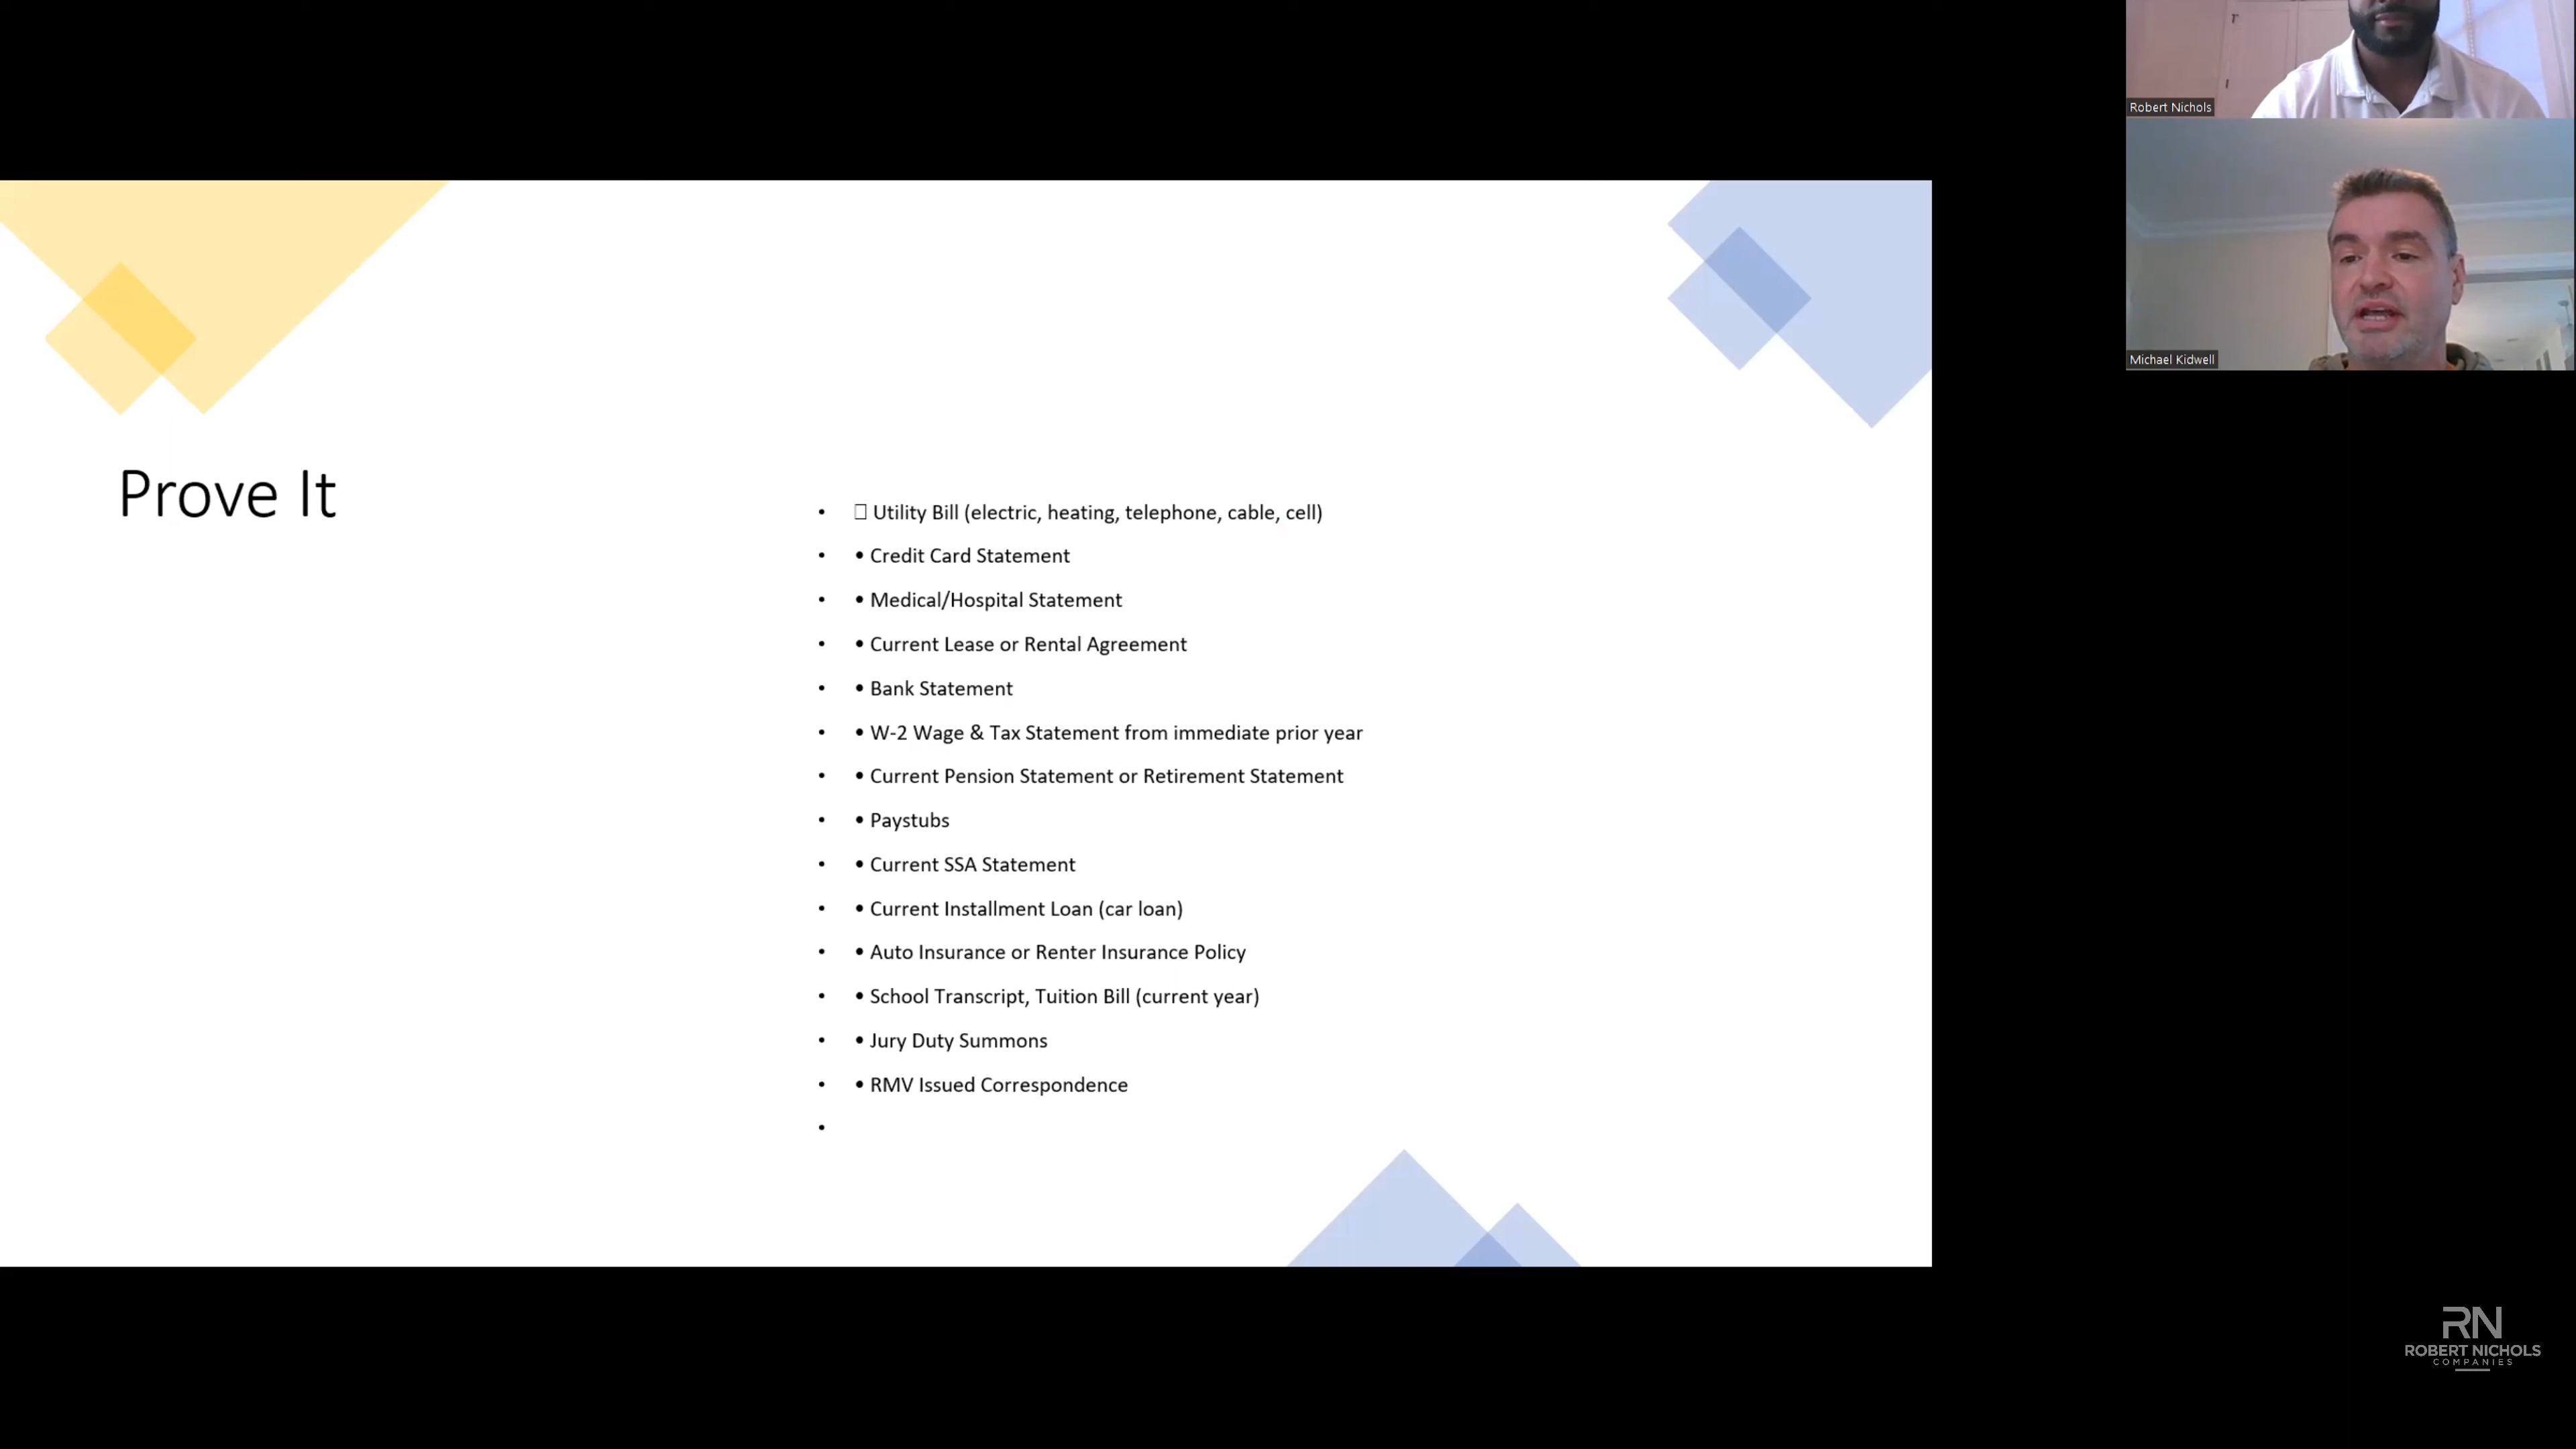 Robert Nichols
Michael Kidwell
Prove It
• □ Utility Bill (electric, heating, telephone, cable, cell)
• • Credit Card Statement
• • Medical/Hospital Statement
• • Current Lease or Rental Agreement
• • Bank Statement
• • W-2 Wage & Tax Statement from immediate prior year
• • Current Pension Statement or Retirement Statement
• • Paystubs
• • Current SSA Statement
• • Current Installment Loan (car loan)
• • Auto Insurance or Renter Insurance Policy
• • School Transcript, Tuition Bill (current year)
• • Jury Duty Summons
• • RMV Issued Correspondence
•
RN
ROBERT NICHOLS
COMPANIES